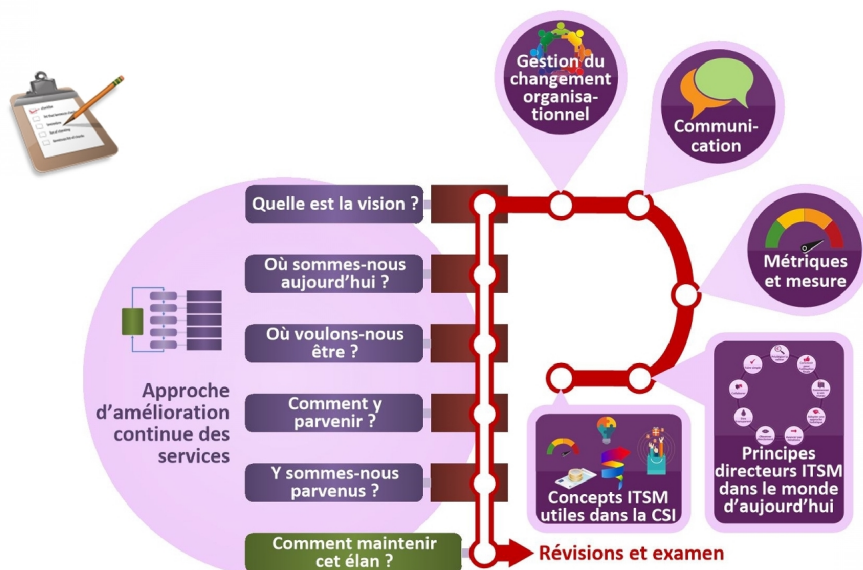 Gestion du
changement
organisa-
tionnel
Communi-
cation
Quelle est la vision ?
Métriques
et mesure
Où sommes-nous
aujourd’hui ?
Où voulons-nous
être ?
Approche
d’amélioration
continue des
services
Comment y
parvenir ?
Y sommes-nous
parvenus ?
Concepts ITSM
utiles dans la CSI
Principes
directeurs ITSM
dans le monde
d’aujourd’hui
Comment maintenir
cet élan ?
Révisions et examen